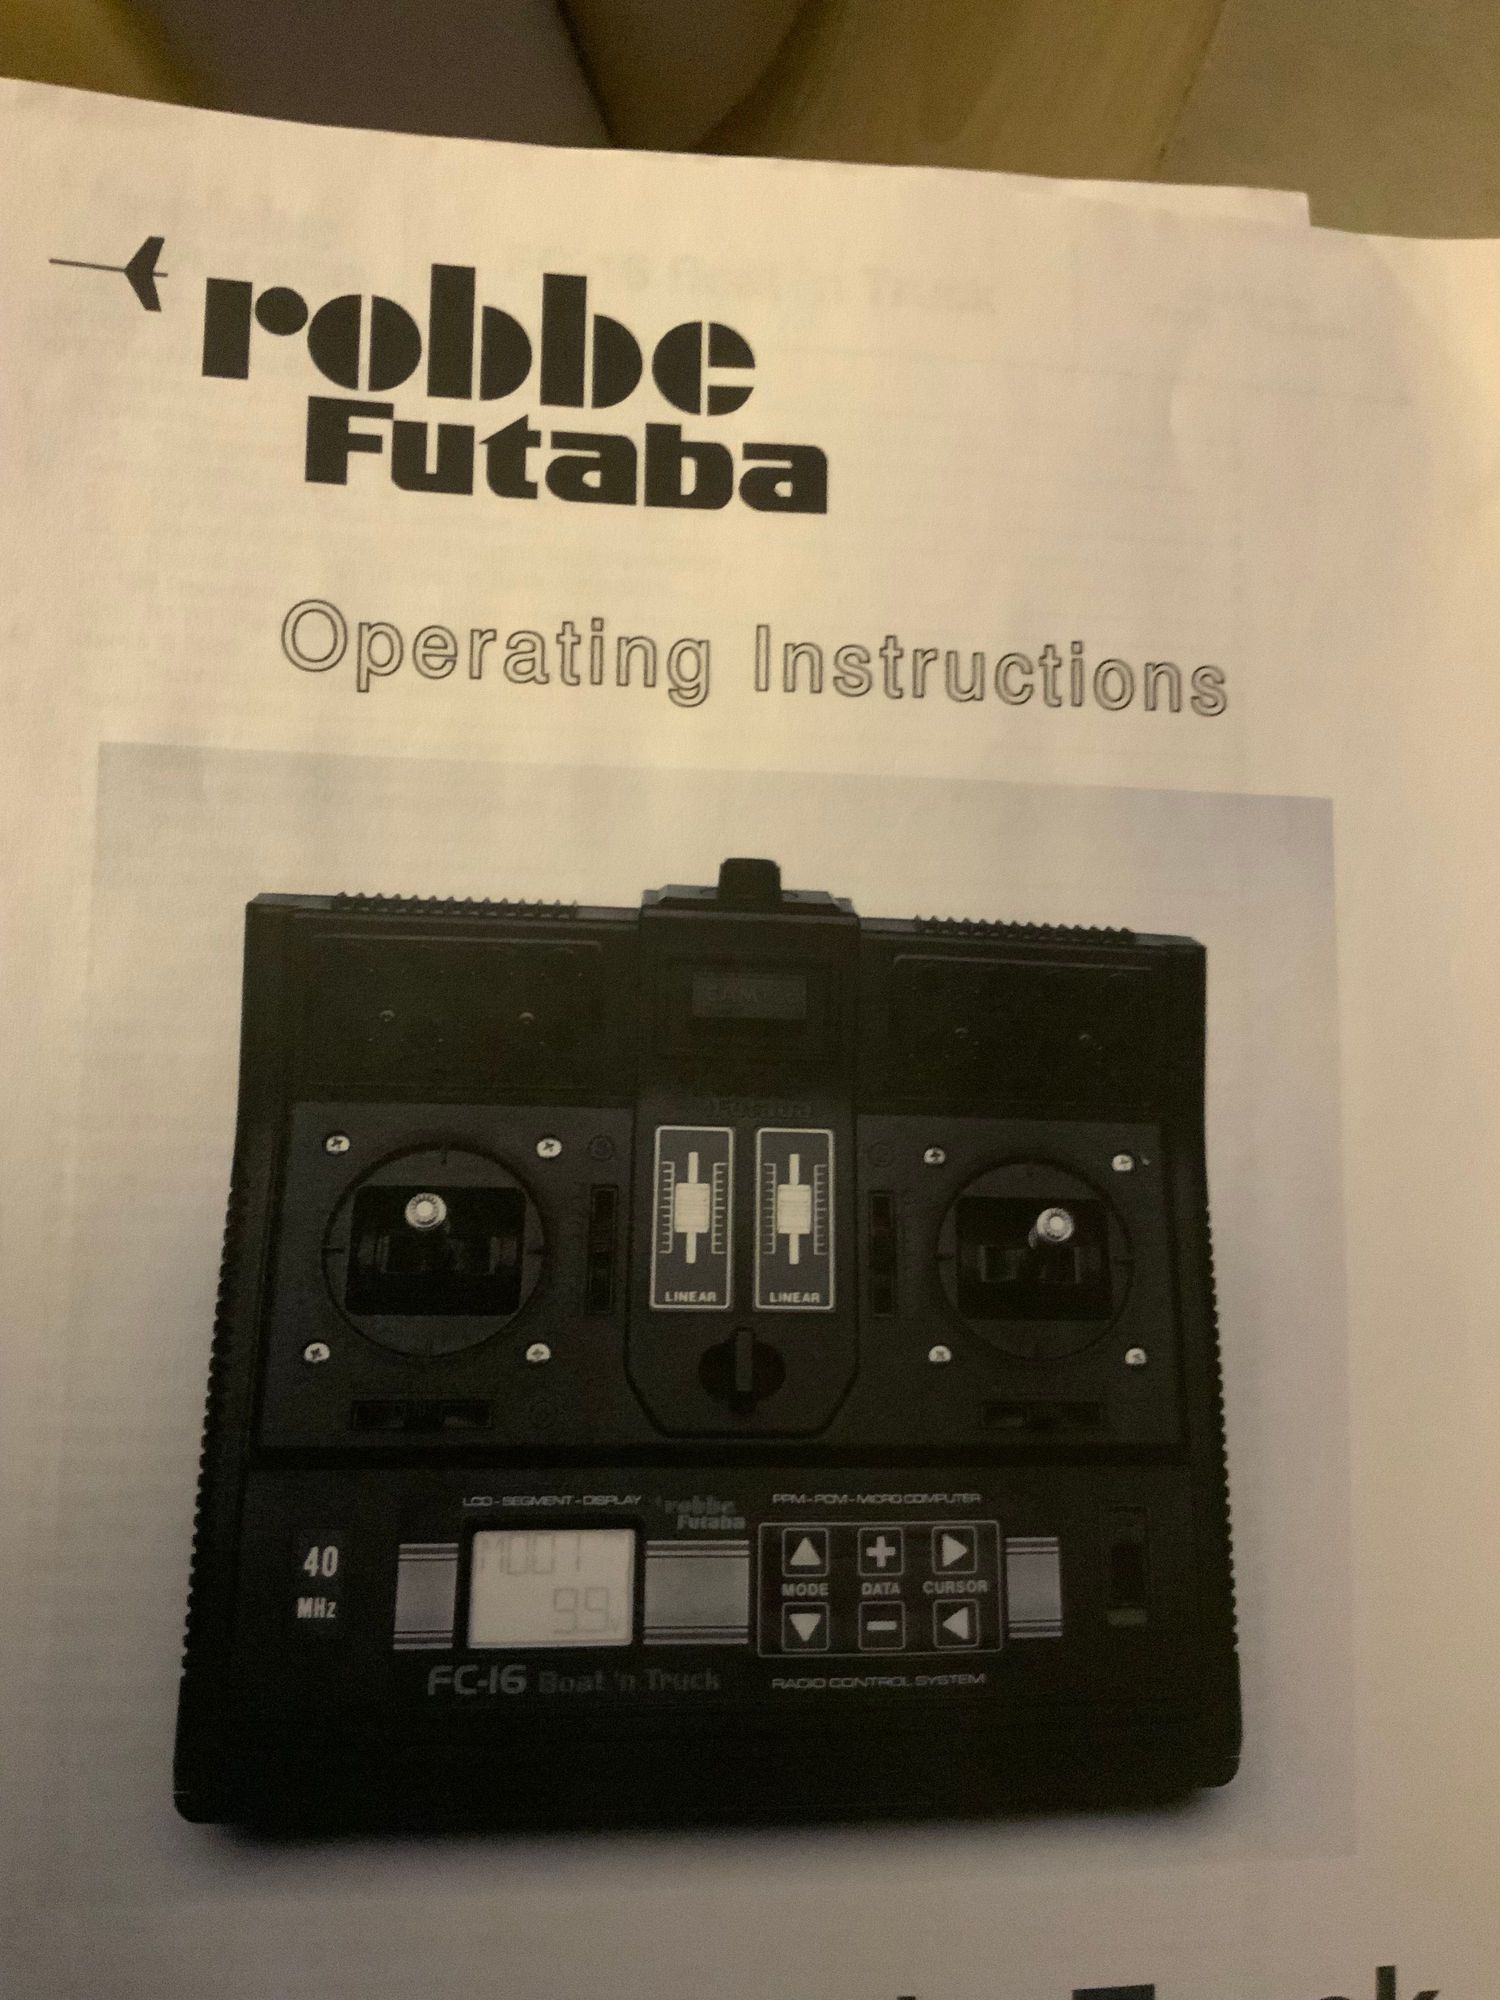 robbe
Futaba
Operating Instructions
Futaba
LINEAR
LINEAR
LCD-SEGMENT-DISPLAY
robbe
Futaba
PPM-PCM-MICRO COMPUTER
40
MHz
MODE
DATA
CURSOR
FC-16 Boat 'n Truck
RADIO CONTROL SYSTEM